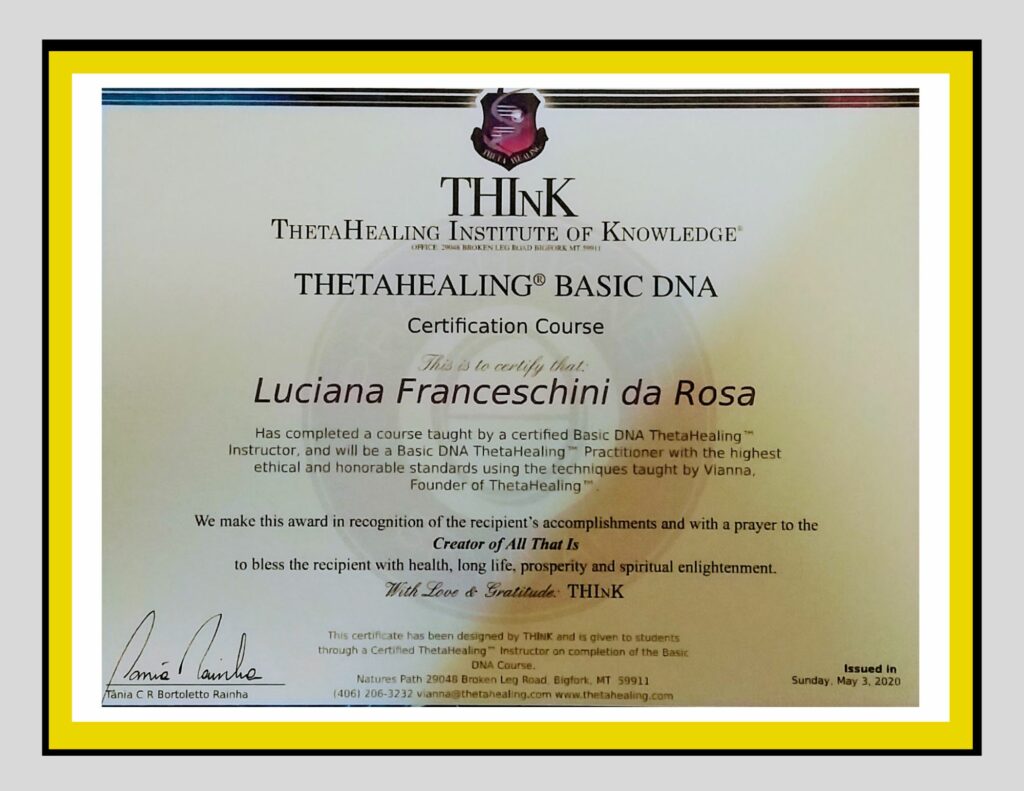 THETA HEALING
THInK
ThetaHealing Institute of Knowledge®
OFFICE 29048 BROKEN LEG ROAD BIGFORK MT 59911
THETAHEALING® BASIC DNA
Certification Course
This is to certify that:
Luciana Franceschini da Rosa
Has completed a course taught by a certified Basic DNA ThetaHealing™
Instructor, and will be a Basic DNA ThetaHealing™ Practitioner with the highest
ethical and honorable standards using the techniques taught by Vianna,
Founder of ThetaHealing™.
We make this award in recognition of the recipient's accomplishments and with a prayer to the
Creator of All That Is
to bless the recipient with health, long life, prosperity and spiritual enlightenment.
With Love & Gratitude: THInK
This certificate has been designed by THInK and is given to students
through a Certified ThetaHealing™ Instructor on completion of the Basic
DNA Course.
Natures Path 29048 Broken Leg Road, Bigfork, MT 59911
(406) 206-3232 vianna@thetahealing.com www.thetahealing.com
Tania Rainha
Tânia C R Bortoletto Rainha
Issued in
Sunday, May 3, 2020